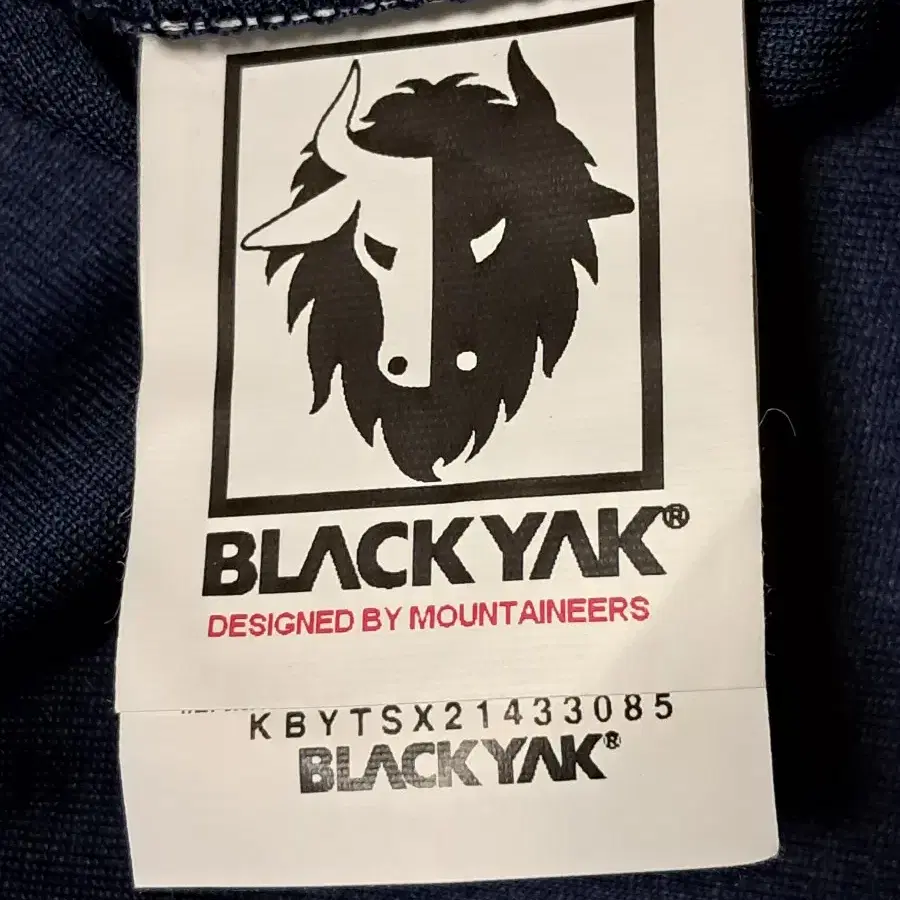 BLACKYAK®
DESIGNED BY MOUNTAINEERS
KBYTSX21433085
BLACKYAK®